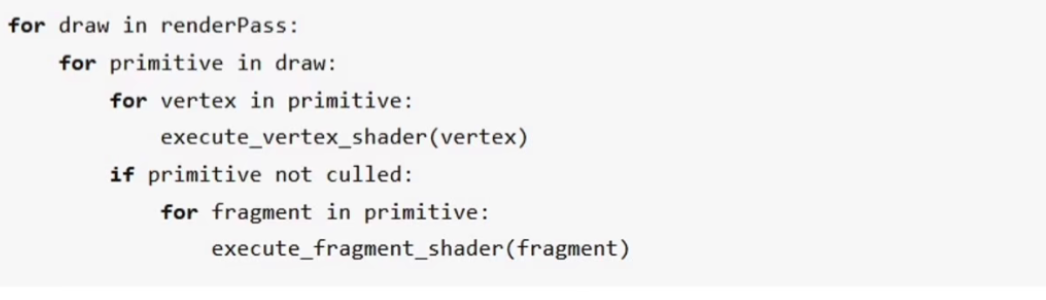 for draw in renderPass:
    for primitive in draw:
        for vertex in primitive:
            execute_vertex_shader(vertex)
        if primitive not culled:
            for fragment in primitive:
                execute_fragment_shader(fragment)